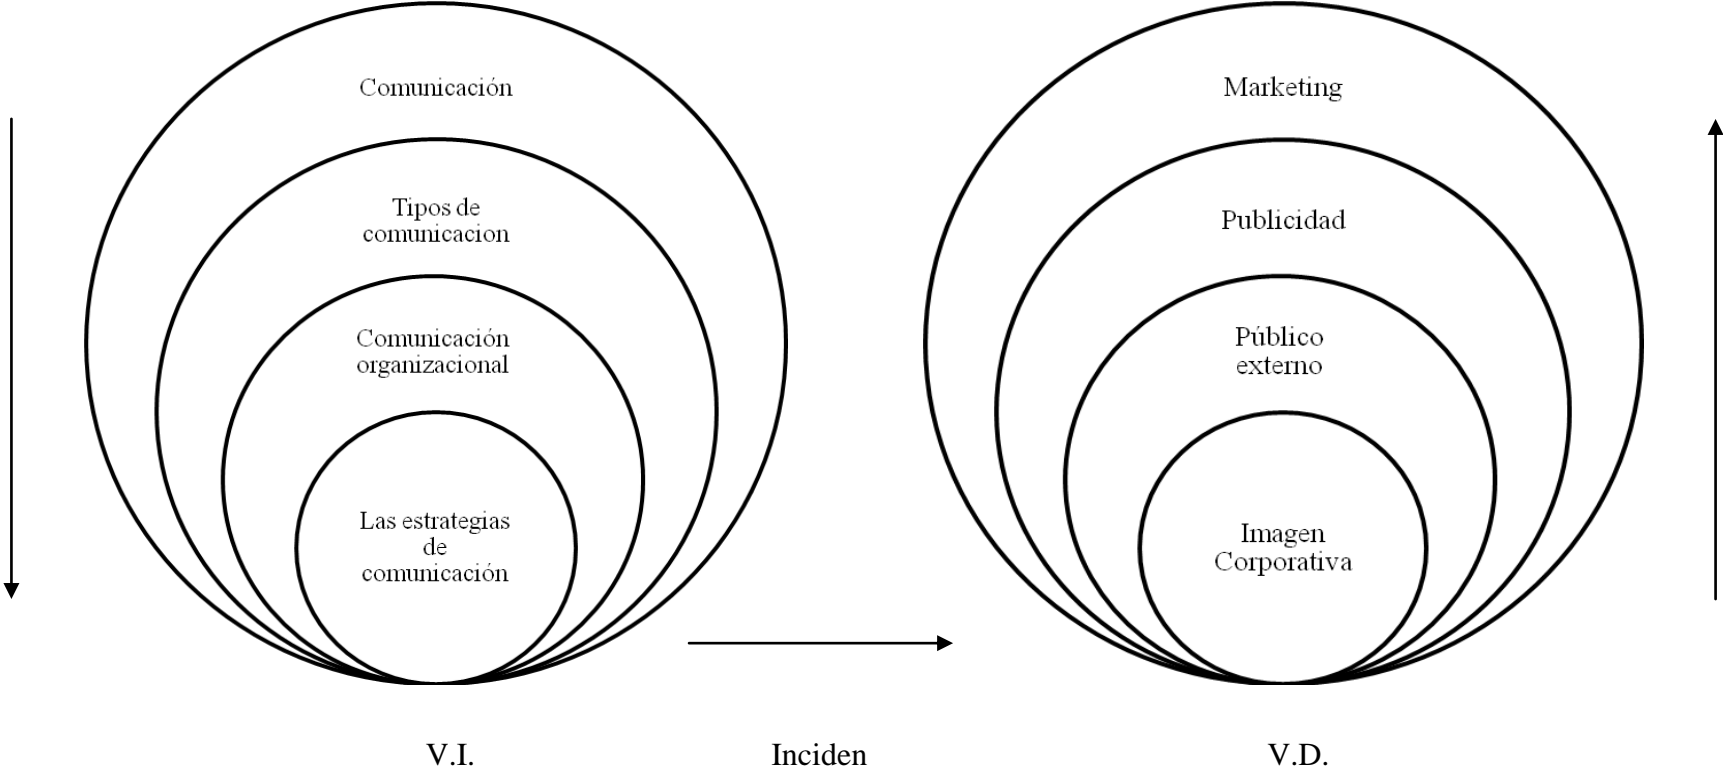 Comunicación
Tipos de
comunicacion
Comunicación
organizacional
Las estrategias
de
comunicación
Marketing
Publicidad
Público
externo
Imagen
Corporativa
V.I.
Inciden
V.D.